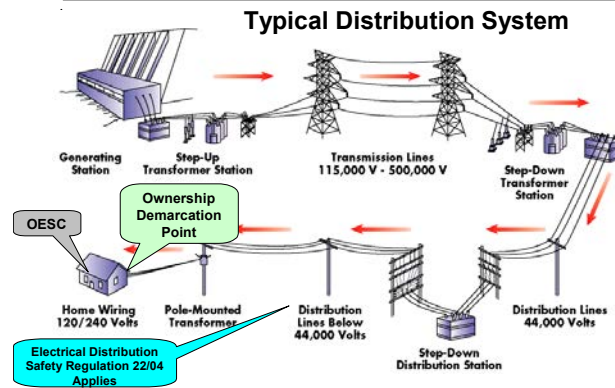 Typical Distribution System
Generating
Station
Step-Up
Transformer Station
Transmission Lines
115,000 V - 500,000 V
Step-Down
Transformer
Station
OESC
Ownership
Demarcation
Point
Home Wiring
120/240 Volts
Pole-Mounted
Transformer
Distribution
Lines Below
44,000 Volts
Step-Down
Distribution Station
Distribution Lines
44,000 Volts
Electrical Distribution
Safety Regulation 22/04
Applies